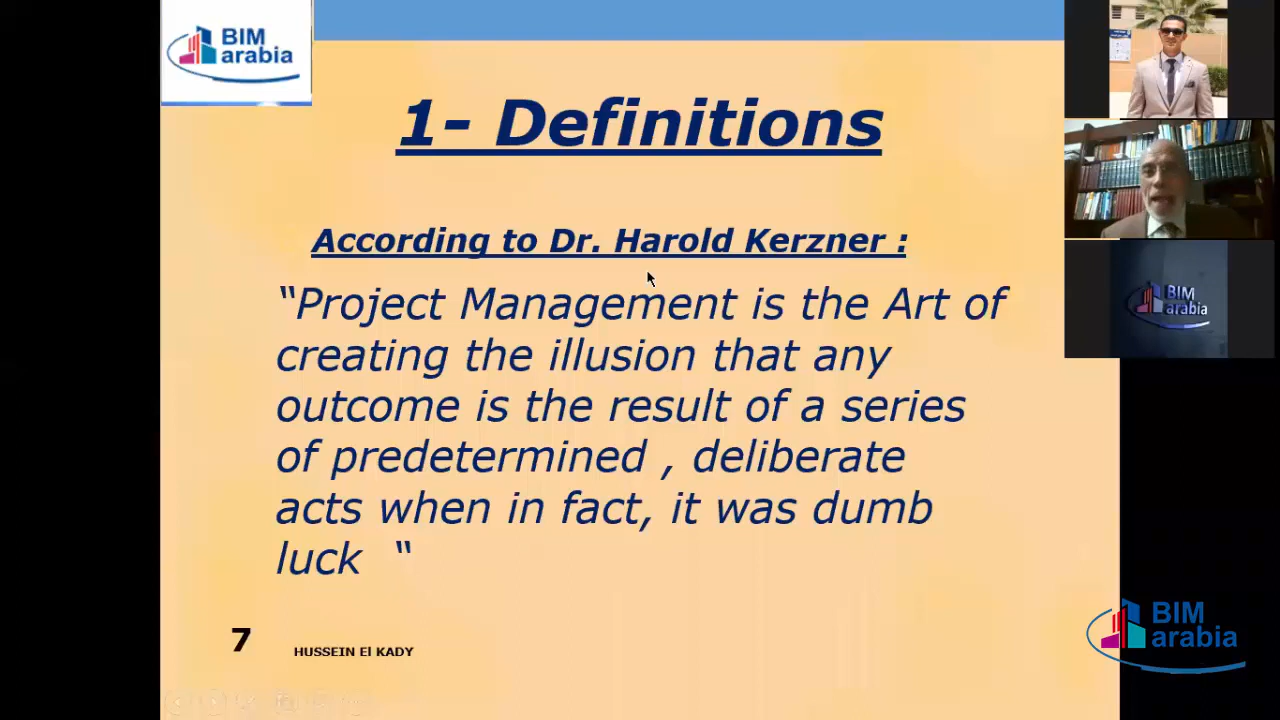 BIM
arabia
1- Definitions
According to Dr. Harold Kerzner :
“Project Management is the Art of
creating the illusion that any
outcome is the result of a series
of predetermined , deliberate
acts when in fact, it was dumb
luck “
7
HUSSEIN El KADY
BIM
arabia
BIM
arabia